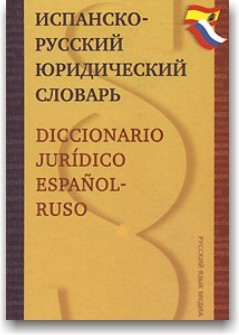 ИСПАНСКО-
РУССКИЙ
ЮРИДИЧЕСКИЙ
СЛОВАРЬ
DICCIONARIO
JURÍDICO
ESPAÑOL-
RUSO
РУССКИЙ ЯЗЫК МЕДИА